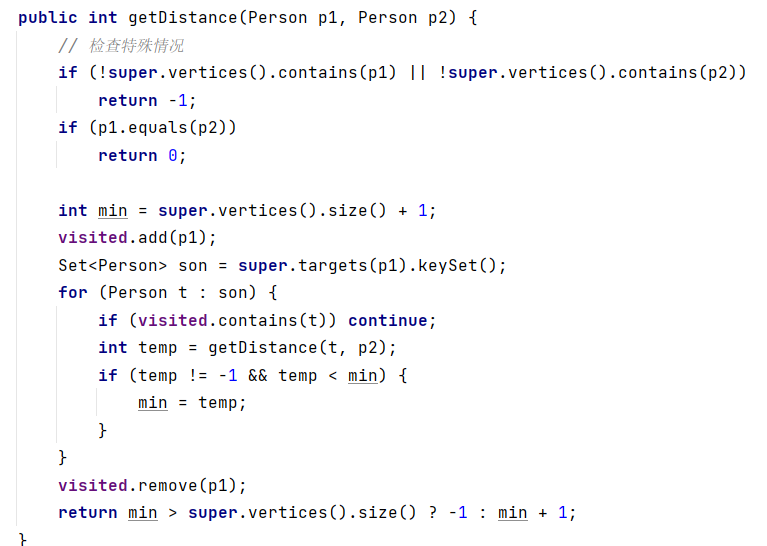 public int getDistance(Person p1, Person p2) {
    // 检查特殊情况
    if (!super.vertices().contains(p1) || !super.vertices().contains(p2))
        return -1;
    if (p1.equals(p2))
        return 0;

    int min = super.vertices().size() + 1;
    visited.add(p1);
    Set<Person> son = super.targets(p1).keySet();
    for (Person t : son) {
        if (visited.contains(t)) continue;
        int temp = getDistance(t, p2);
        if (temp != -1 && temp < min) {
            min = temp;
        }
    }
    visited.remove(p1);
    return min > super.vertices().size() ? -1 : min + 1;
}